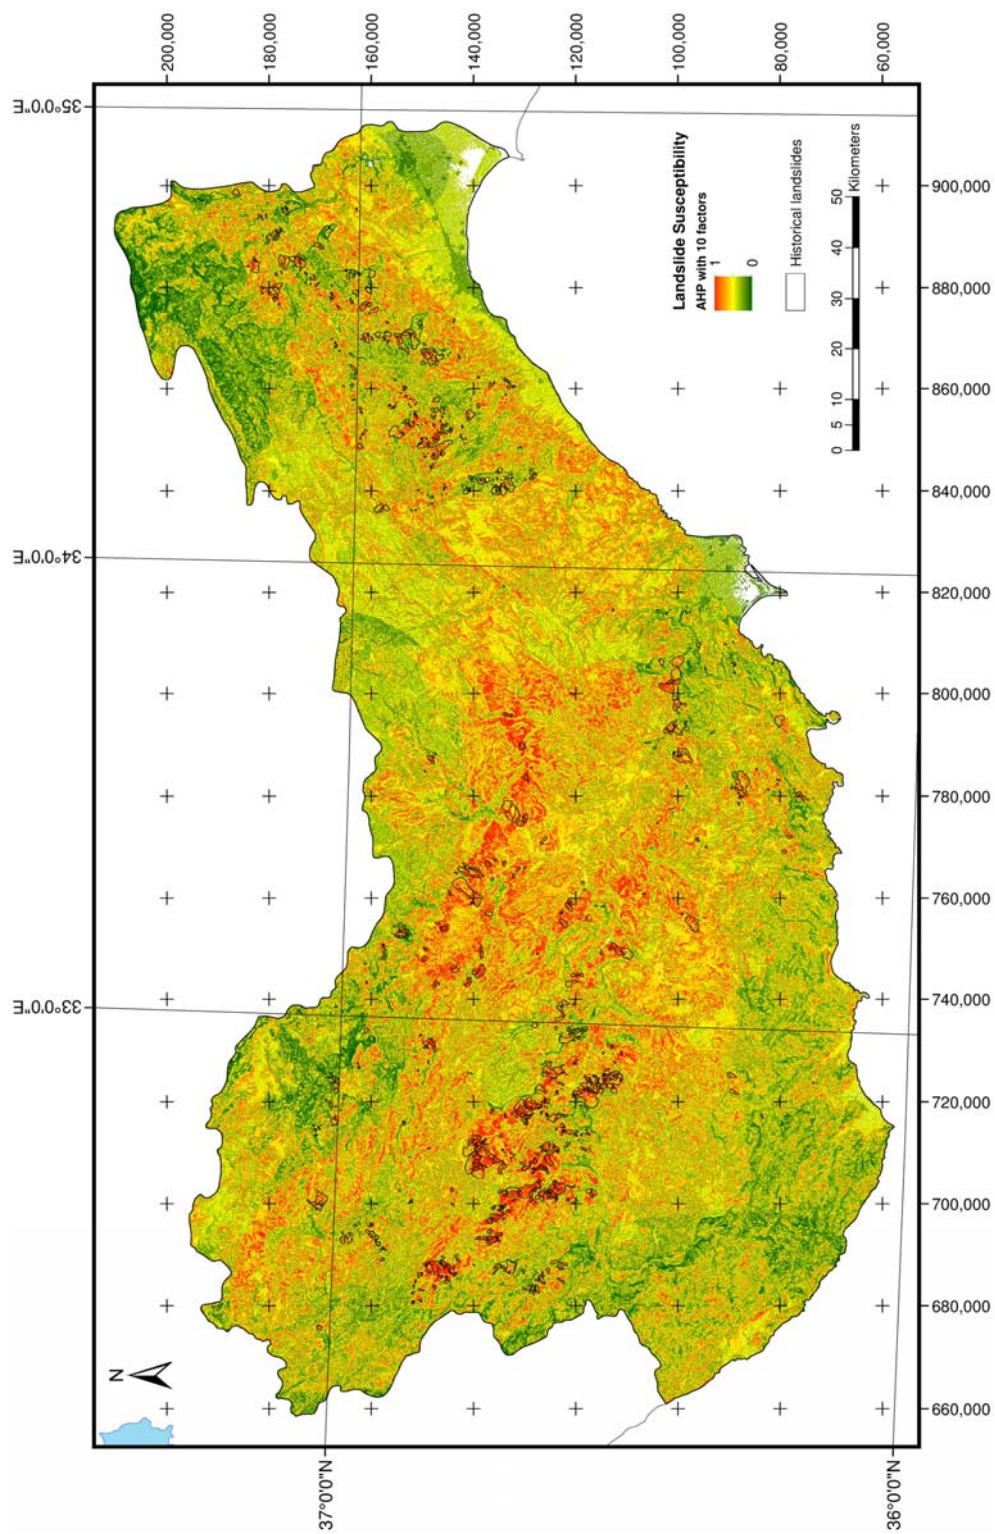 200,000
180,000
160,000
140,000
120,000
100,000
80,000
60,000
35°0'0"E
34°0'0"E
33°0'0"E
900,000
880,000
860,000
840,000
820,000
800,000
780,000
760,000
740,000
720,000
700,000
680,000
660,000
37°0'0"N
36°0'0"N
N
Landslide Susceptibility
AHP with 10 factors
1
0
Historical landslides
0 5 10 20 30 40 50
Kilometers